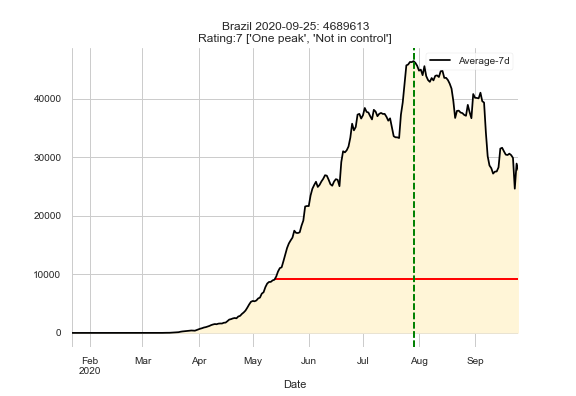 Brazil 2020-09-25: 4689613
Rating:7 ['One peak', 'Not in control']
Average-7d
40000
30000
20000
10000
0
Feb Mar Apr May Jun Jul Aug Sep
2020
Date